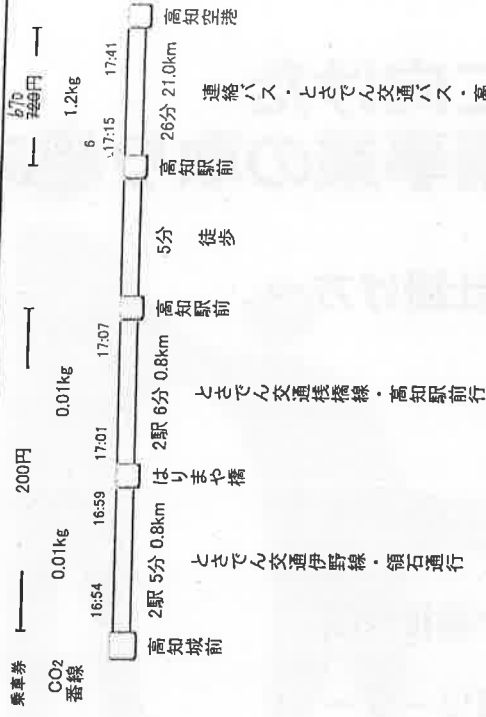 乗車券 200円 670 720円
CO2 0.01kg 0.01kg 1.2kg
番線 6
16:54 16:59 17:01 17:07 17:15 17:41
2駅 5分 0.8km 2駅 6分 0.8km 5分 26分 21.0km
徒歩
高知城前
はりまや橋
高知駅前
高知駅前
高知空港
とさでん交通伊野線・領石通行
とさでん交通桟橋線・高知駅前行
連絡バス・とさでん交通バス・高